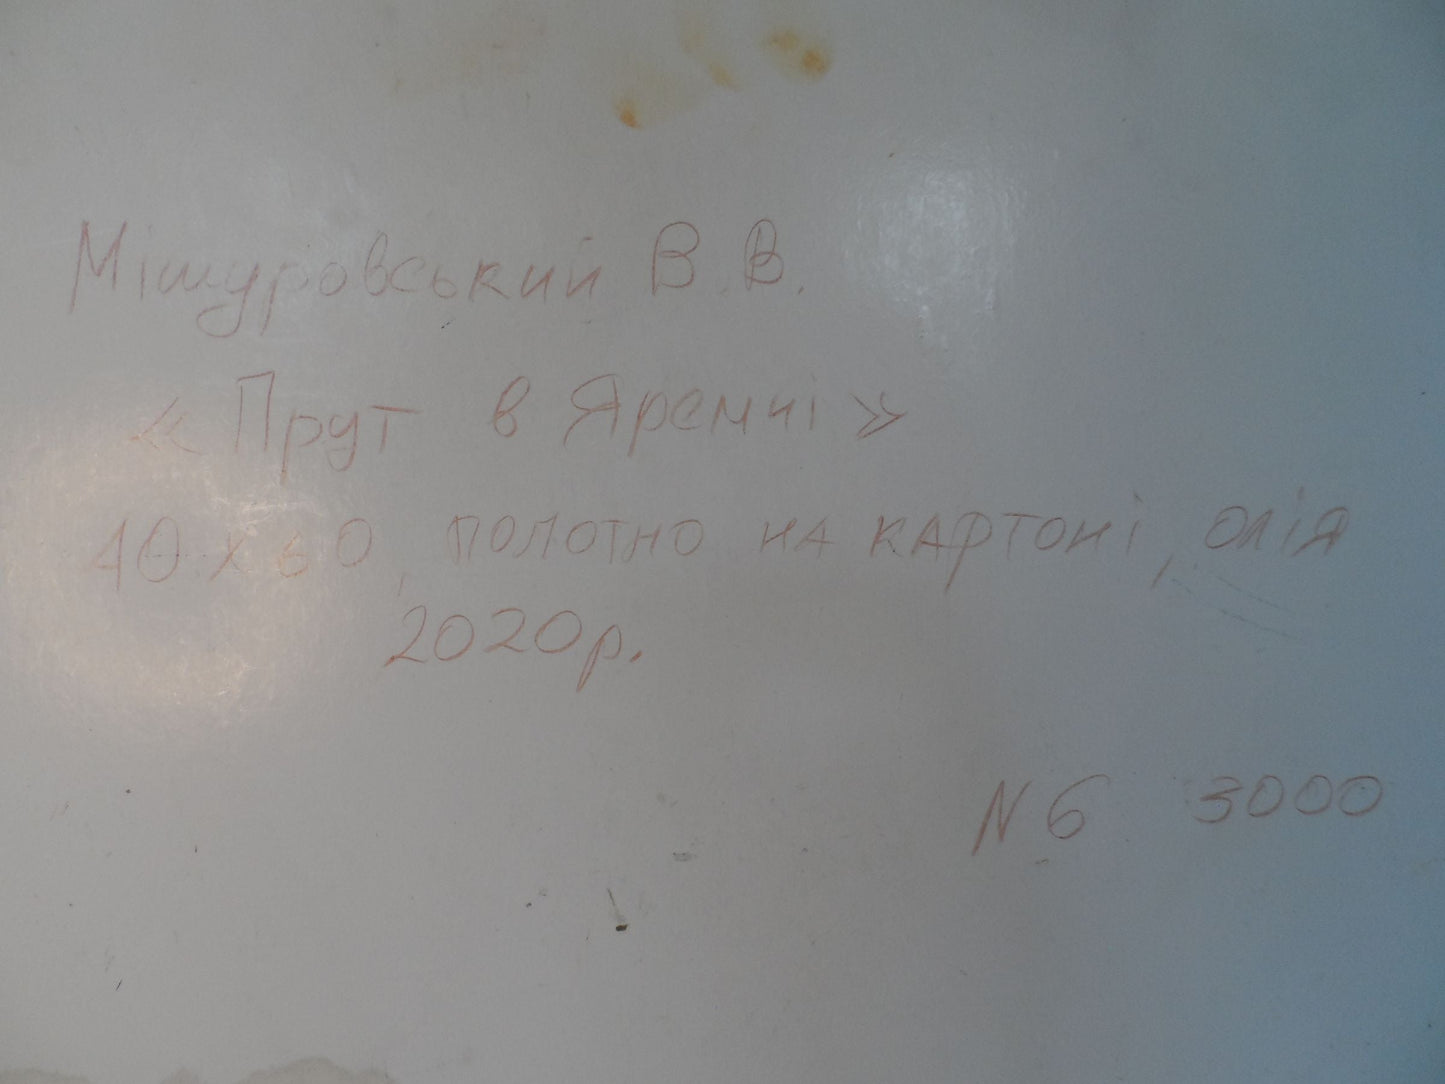 Мішуровський В.В.
«Прут в Яремчі»
40х60, полотно на картоні, олія
2020р.
N6 3000